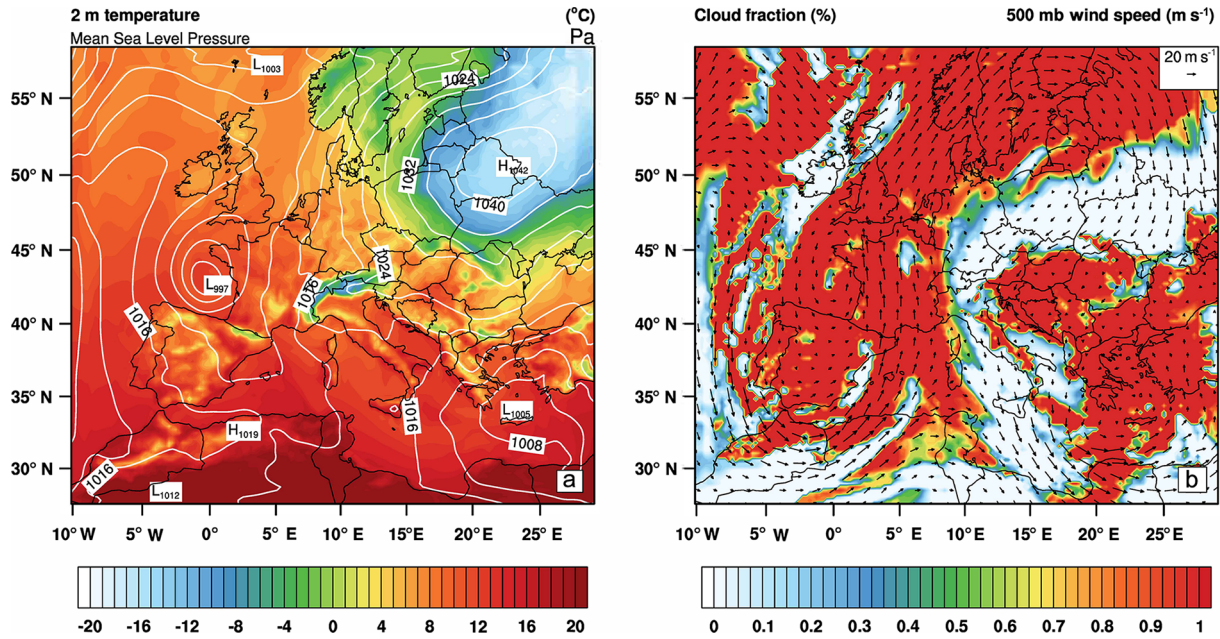 2 m temperature (°C)
Mean Sea Level Pressure Pa
L1003
1024
H1042
1032
1040
L997
1024
1016
1016
L1005
1016
H1019
1008
1016
L1012
a
55° N
50° N
45° N
40° N
35° N
30° N
10° W 5° W 0° 5° E 10° E 15° E 20° E 25° E
-20 -16 -12 -8 -4 0 4 8 12 16 20
Cloud fraction (%) 500 mb wind speed (m s-1)
20 m s-1
b
55° N
50° N
45° N
40° N
35° N
30° N
10° W 5° W 0° 5° E 10° E 15° E 20° E 25° E
0 0.1 0.2 0.3 0.4 0.5 0.6 0.7 0.8 0.9 1